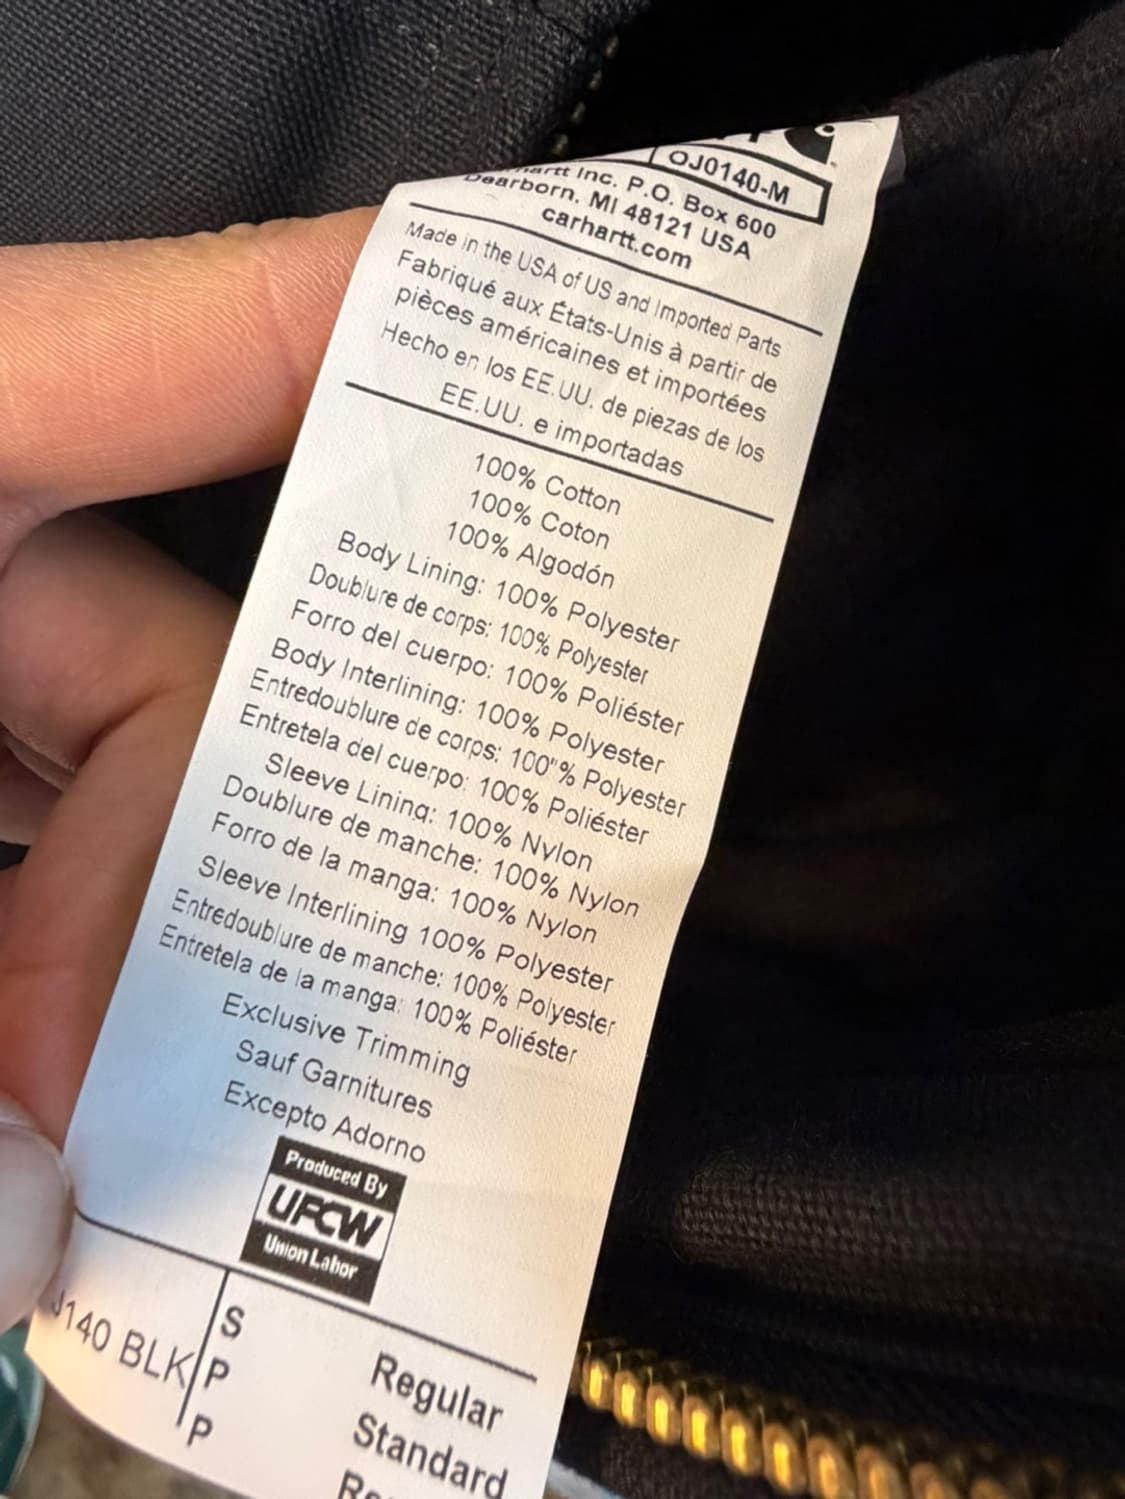 OJ0140-M
Inc. P.O. Box 600
Dearborn, MI 48121 USA
carhartt.com
Made in the USA of US and Imported Parts
Fabriqué aux États-Unis à partir de
pièces américaines et importées
Hecho en los EE.UU. de piezas de los
EE.UU. e importadas
100% Cotton
100% Coton
100% Algodón
Body Lining: 100% Polyester
Doublure de corps: 100% Polyester
Forro del cuerpo: 100% Poliéster
Body Interlining: 100% Polyester
Entredoublure de corps: 100"% Polyester
Entretela del cuerpo: 100% Poliéster
Sleeve Lining: 100% Nylon
Doublure de manche: 100% Nylon
Forro de la manga: 100% Nylon
Sleeve Interlining 100% Polyester
Entredoublure de manche: 100% Polyester
Entretela de la manga: 100% Poliéster
Exclusive Trimming
Sauf Garnitures
Excepto Adorno
Produced By
UFCW
Union Labor
J140 BLK
S
P
P
Regular
Standard